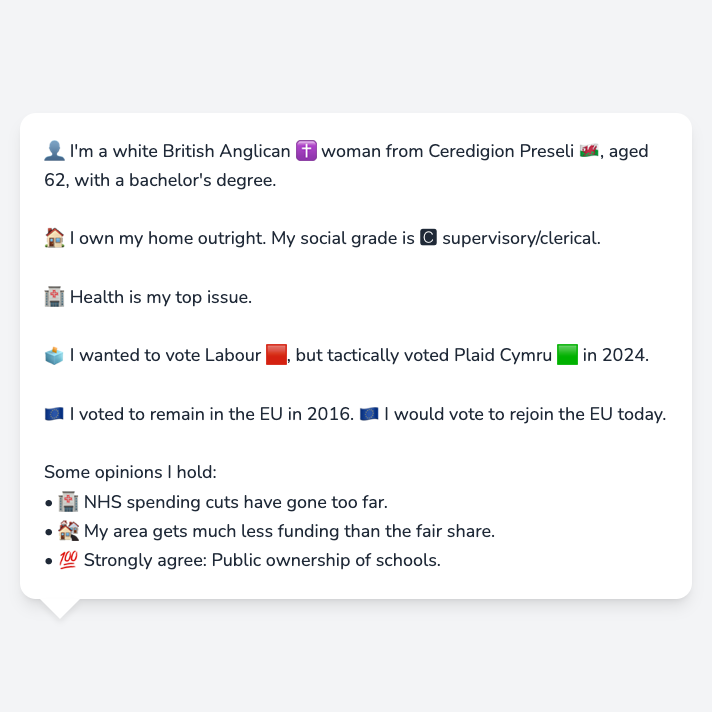 👤 I'm a white British Anglican ✝️ woman from Ceredigion Preseli 🏴󠁧󠁢󠁷󠁬󠁳󠁿, aged
62, with a bachelor's degree.
🏠 I own my home outright. My social grade is 🅲 supervisory/clerical.
🏥 Health is my top issue.
🗳️ I wanted to vote Labour 🟥, but tactically voted Plaid Cymru 🟩 in 2024.
🇪🇺 I voted to remain in the EU in 2016. 🇪🇺 I would vote to rejoin the EU today.
Some opinions I hold:
• 🏥 NHS spending cuts have gone too far.
• 🏘️ My area gets much less funding than the fair share.
• 💯 Strongly agree: Public ownership of schools.